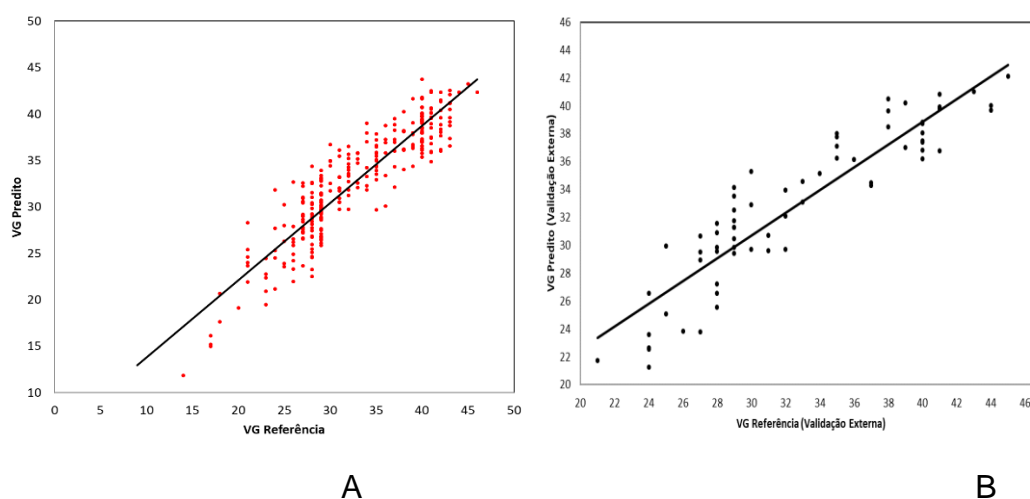 50
45
40
35
30
25
20
15
10
VG Predito
0 5 10 15 20 25 30 35 40 45 50
VG Referência
A
46
44
42
40
38
36
34
32
30
28
26
24
22
20
VG Predito (Validação Externa)
20 22 24 26 28 30 32 34 36 38 40 42 44 46
VG Referência (Validação Externa)
B